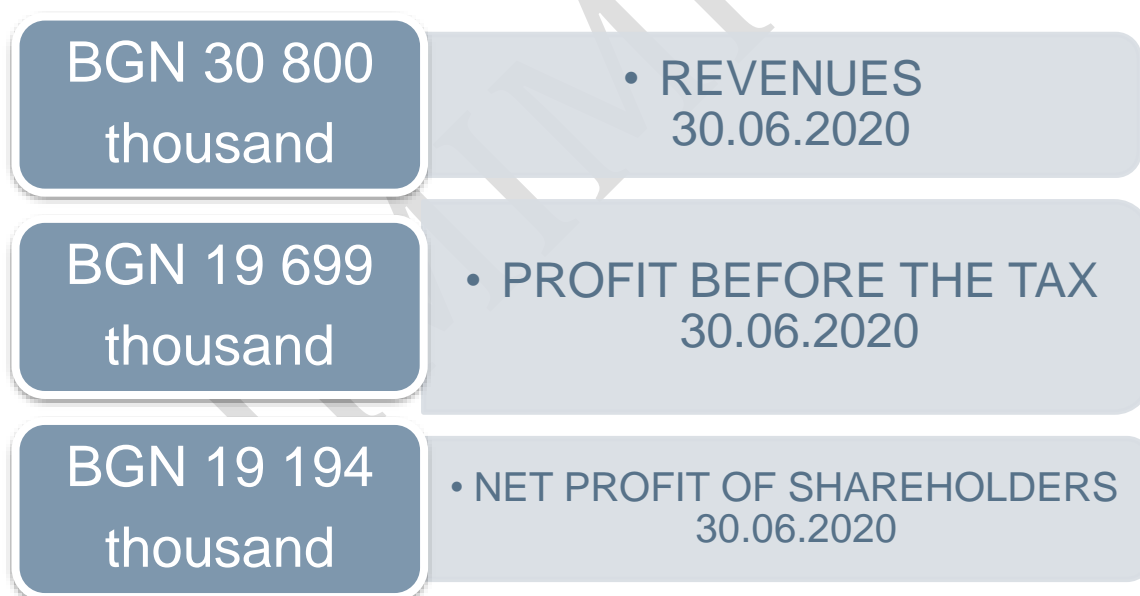 BGN 30 800
thousand
• REVENUES
30.06.2020
BGN 19 699
thousand
• PROFIT BEFORE THE TAX
30.06.2020
BGN 19 194
thousand
• NET PROFIT OF SHAREHOLDERS
30.06.2020